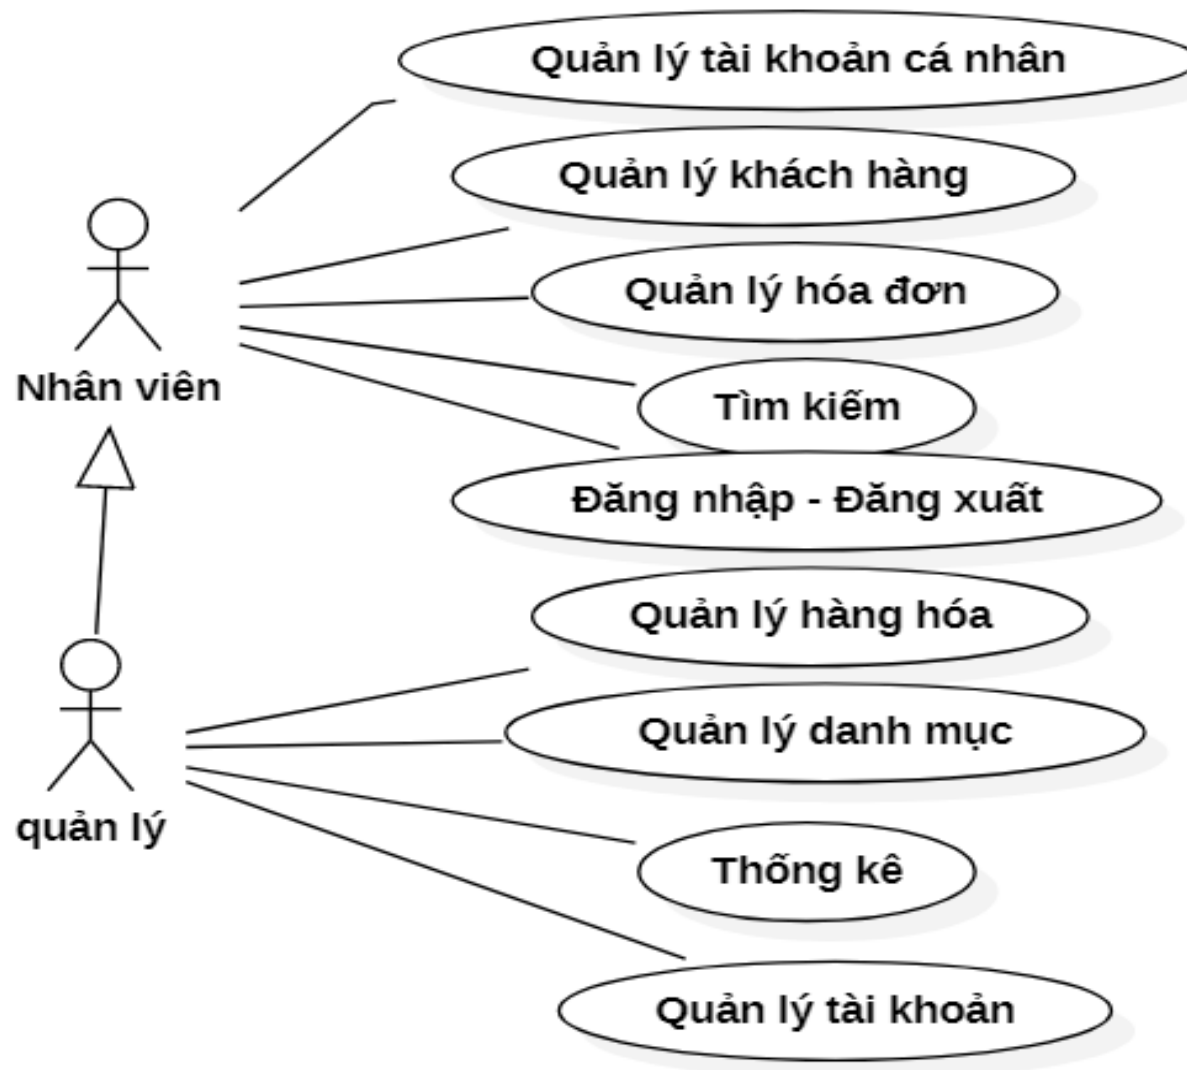 Quản lý tài khoản cá nhân
Quản lý khách hàng
Quản lý hóa đơn
Nhân viên
Tìm kiếm
Đăng nhập - Đăng xuất
Quản lý hàng hóa
Quản lý danh mục
quản lý
Thống kê
Quản lý tài khoản